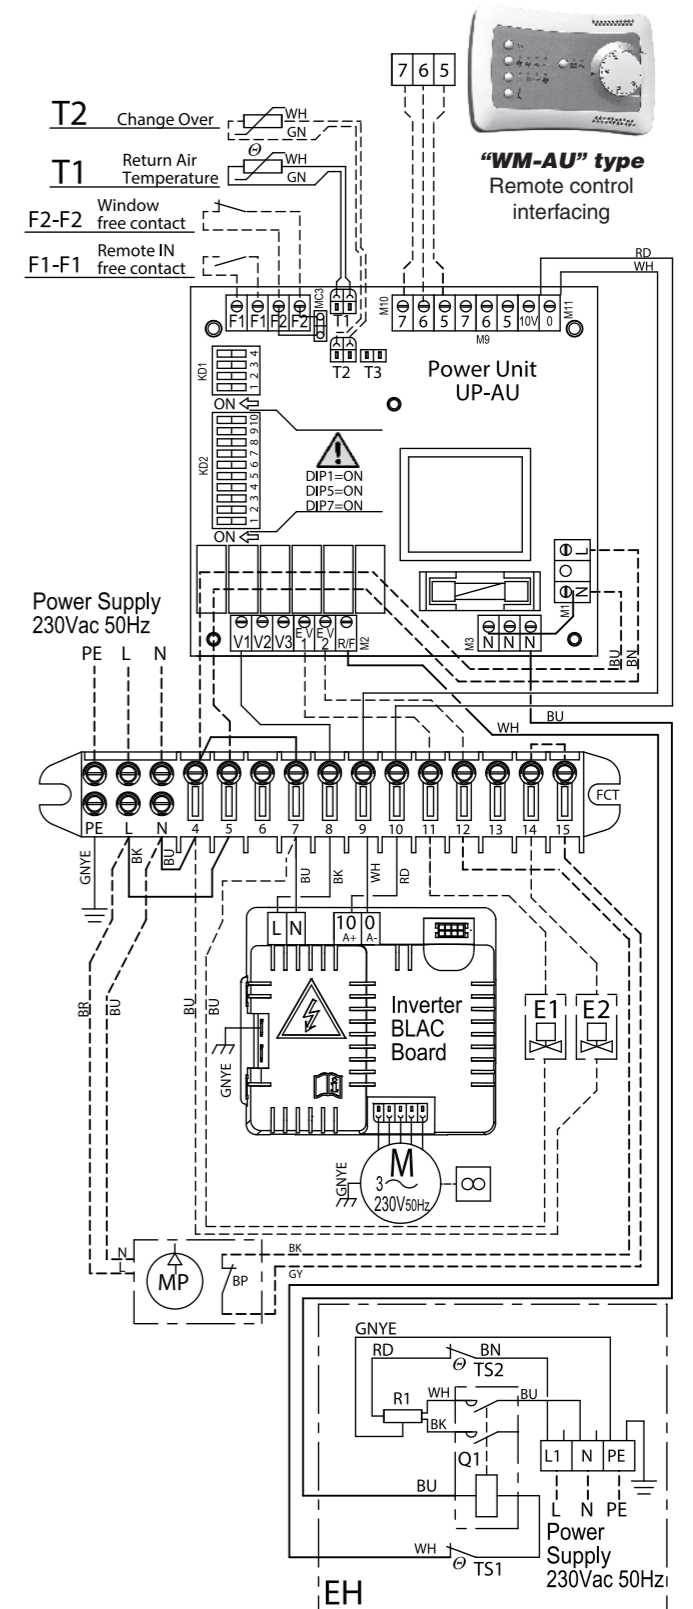 7 6 5
"WM-AU" type
Remote control
interfacing
T2 Change Over
WH
GN
Θ
T1 Return Air
Temperature
WH
GN
F2-F2 Window
free contact
F1-F1 Remote IN
free contact
RD
WH
F1 F1 F2 F2
MC3
T1
M10
7 6 5 7 6 5 10V 0
M11
M9
T2 T3
KD1
1 2 3 4
ON
Power Unit
UP-AU
KD2
1 2 3 4 5 6 7 8 9 10
ON
DIP1=ON
DIP5=ON
DIP7=ON
L
N
M1
V1 V2 V3 EV1 EV2 R/F
M2
M3
N N N
BU
BN
Power Supply
230Vac 50Hz
PE L N
WH
BU
FCT
PE L N 4 5 6 7 8 9 10 11 12 13 14 15
GNYE
BK
BU
BU
BK
WH
RD
L N
10 0
A+ A-
Inverter
BLAC
Board
E1 E2
BR
BU
BU
BU
GNYE
GNYE
M
3
230V50Hz
8
N
L
MP
BP
BK
GY
GNYE
RD
BN
Θ TS2
R1
WH
BU
BK
Q1
L1 N PE
BU
L N PE
Power
Supply
230Vac 50Hz
WH
Θ TS1
EH